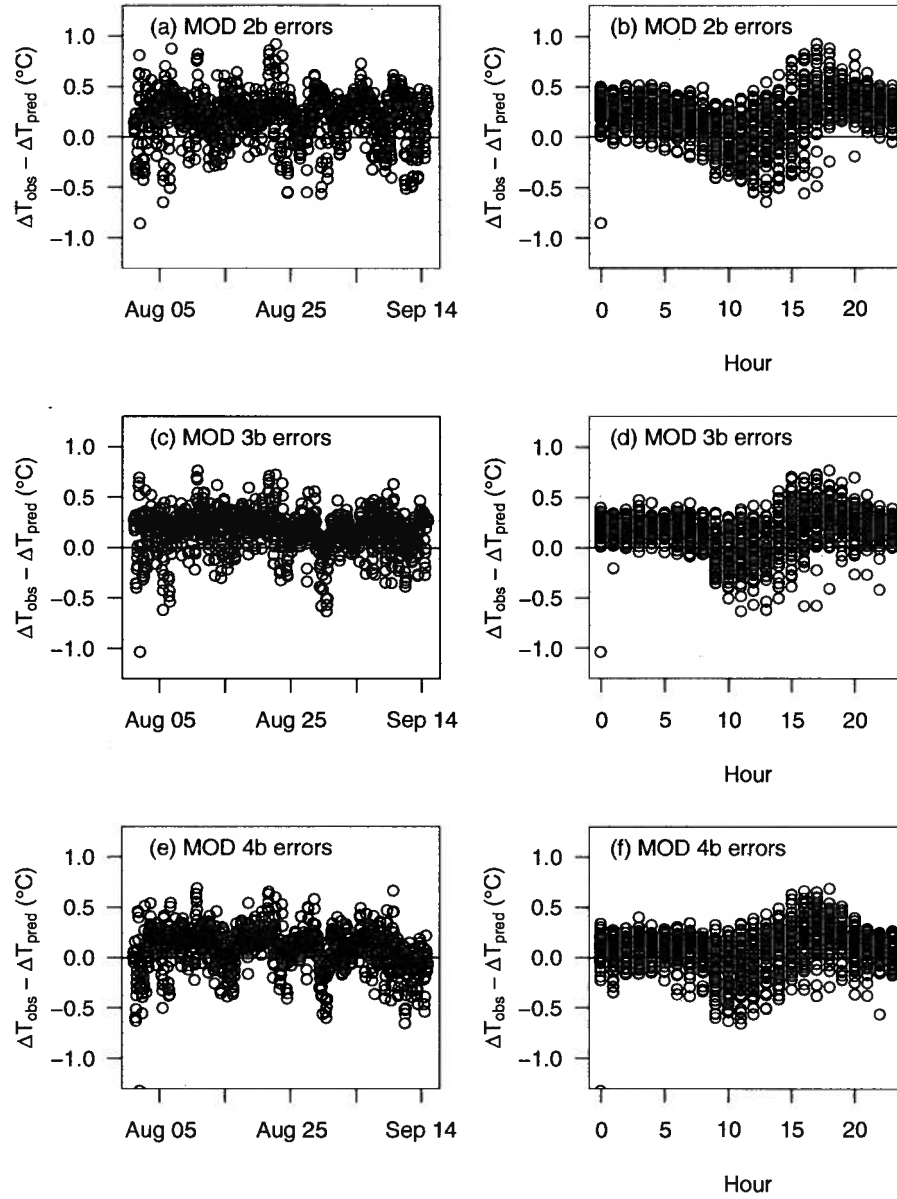 (a) MOD 2b errors
ΔTobs − ΔTpred (°C)
1.0
0.5
0.0
−0.5
−1.0
Aug 05 Aug 25 Sep 14
(b) MOD 2b errors
ΔTobs − ΔTpred (°C)
1.0
0.5
0.0
−0.5
−1.0
0 5 10 15 20
Hour
(c) MOD 3b errors
ΔTobs − ΔTpred (°C)
1.0
0.5
0.0
−0.5
−1.0
Aug 05 Aug 25 Sep 14
(d) MOD 3b errors
ΔTobs − ΔTpred (°C)
1.0
0.5
0.0
−0.5
−1.0
0 5 10 15 20
Hour
(e) MOD 4b errors
ΔTobs − ΔTpred (°C)
1.0
0.5
0.0
−0.5
−1.0
Aug 05 Aug 25 Sep 14
(f) MOD 4b errors
ΔTobs − ΔTpred (°C)
1.0
0.5
0.0
−0.5
−1.0
0 5 10 15 20
Hour